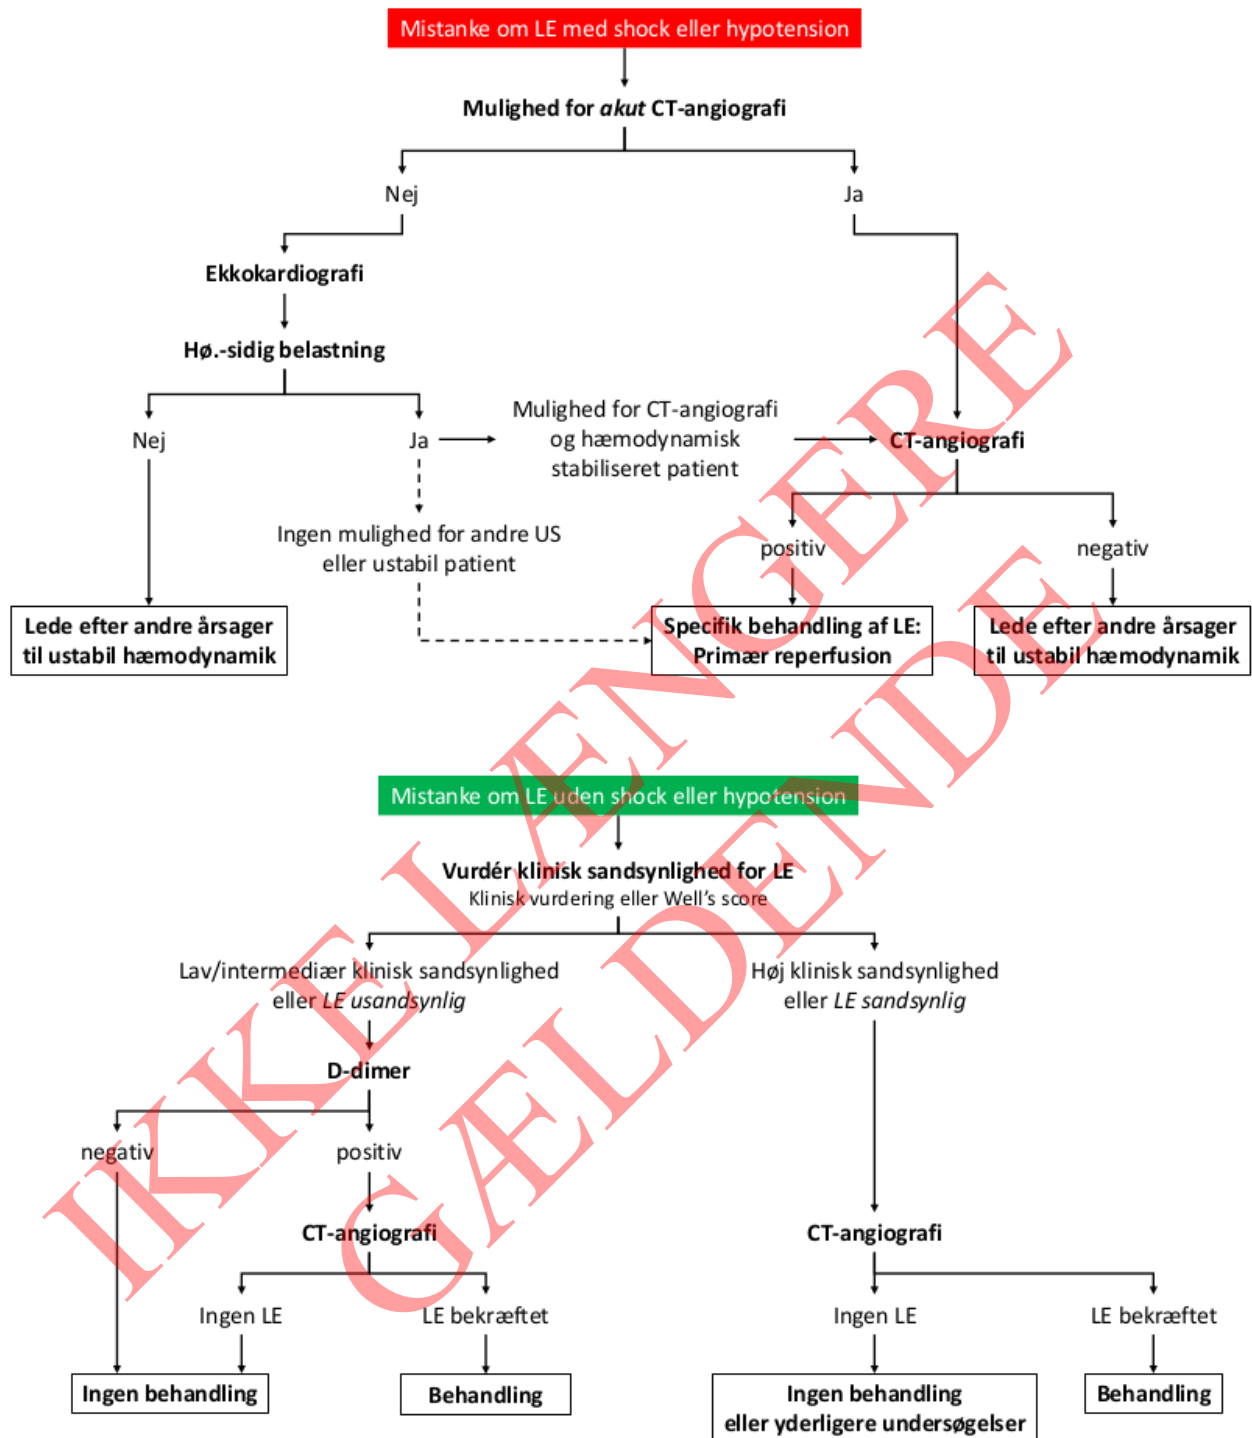 Mistanke om LE med shock eller hypotension
Mulighed for akut CT-angiografi
Nej
Ja
Ekkokardiografi
Hø.-sidig belastning
Nej
Ja
Mulighed for CT-angiografi
og hæmodynamisk
stabiliseret patient
CT-angiografi
Ingen mulighed for andre US
eller ustabil patient
positiv
negativ
Lede efter andre årsager
til ustabil hæmodynamik
Specifik behandling af LE:
Primær reperfusion
Lede efter andre årsager
til ustabil hæmodynamik
Mistanke om LE uden shock eller hypotension
Vurdér klinisk sandsynlighed for LE
Klinisk vurdering eller Well's score
Lav/intermediær klinisk sandsynlighed
eller LE usandsynlig
Høj klinisk sandsynlighed
eller LE sandsynlig
D-dimer
negativ
positiv
CT-angiografi
CT-angiografi
Ingen LE
LE bekræftet
Ingen LE
LE bekræftet
Ingen behandling
Behandling
Ingen behandling
eller yderligere undersøgelser
Behandling
IKKE LÆNGERE
GÆLDENDE